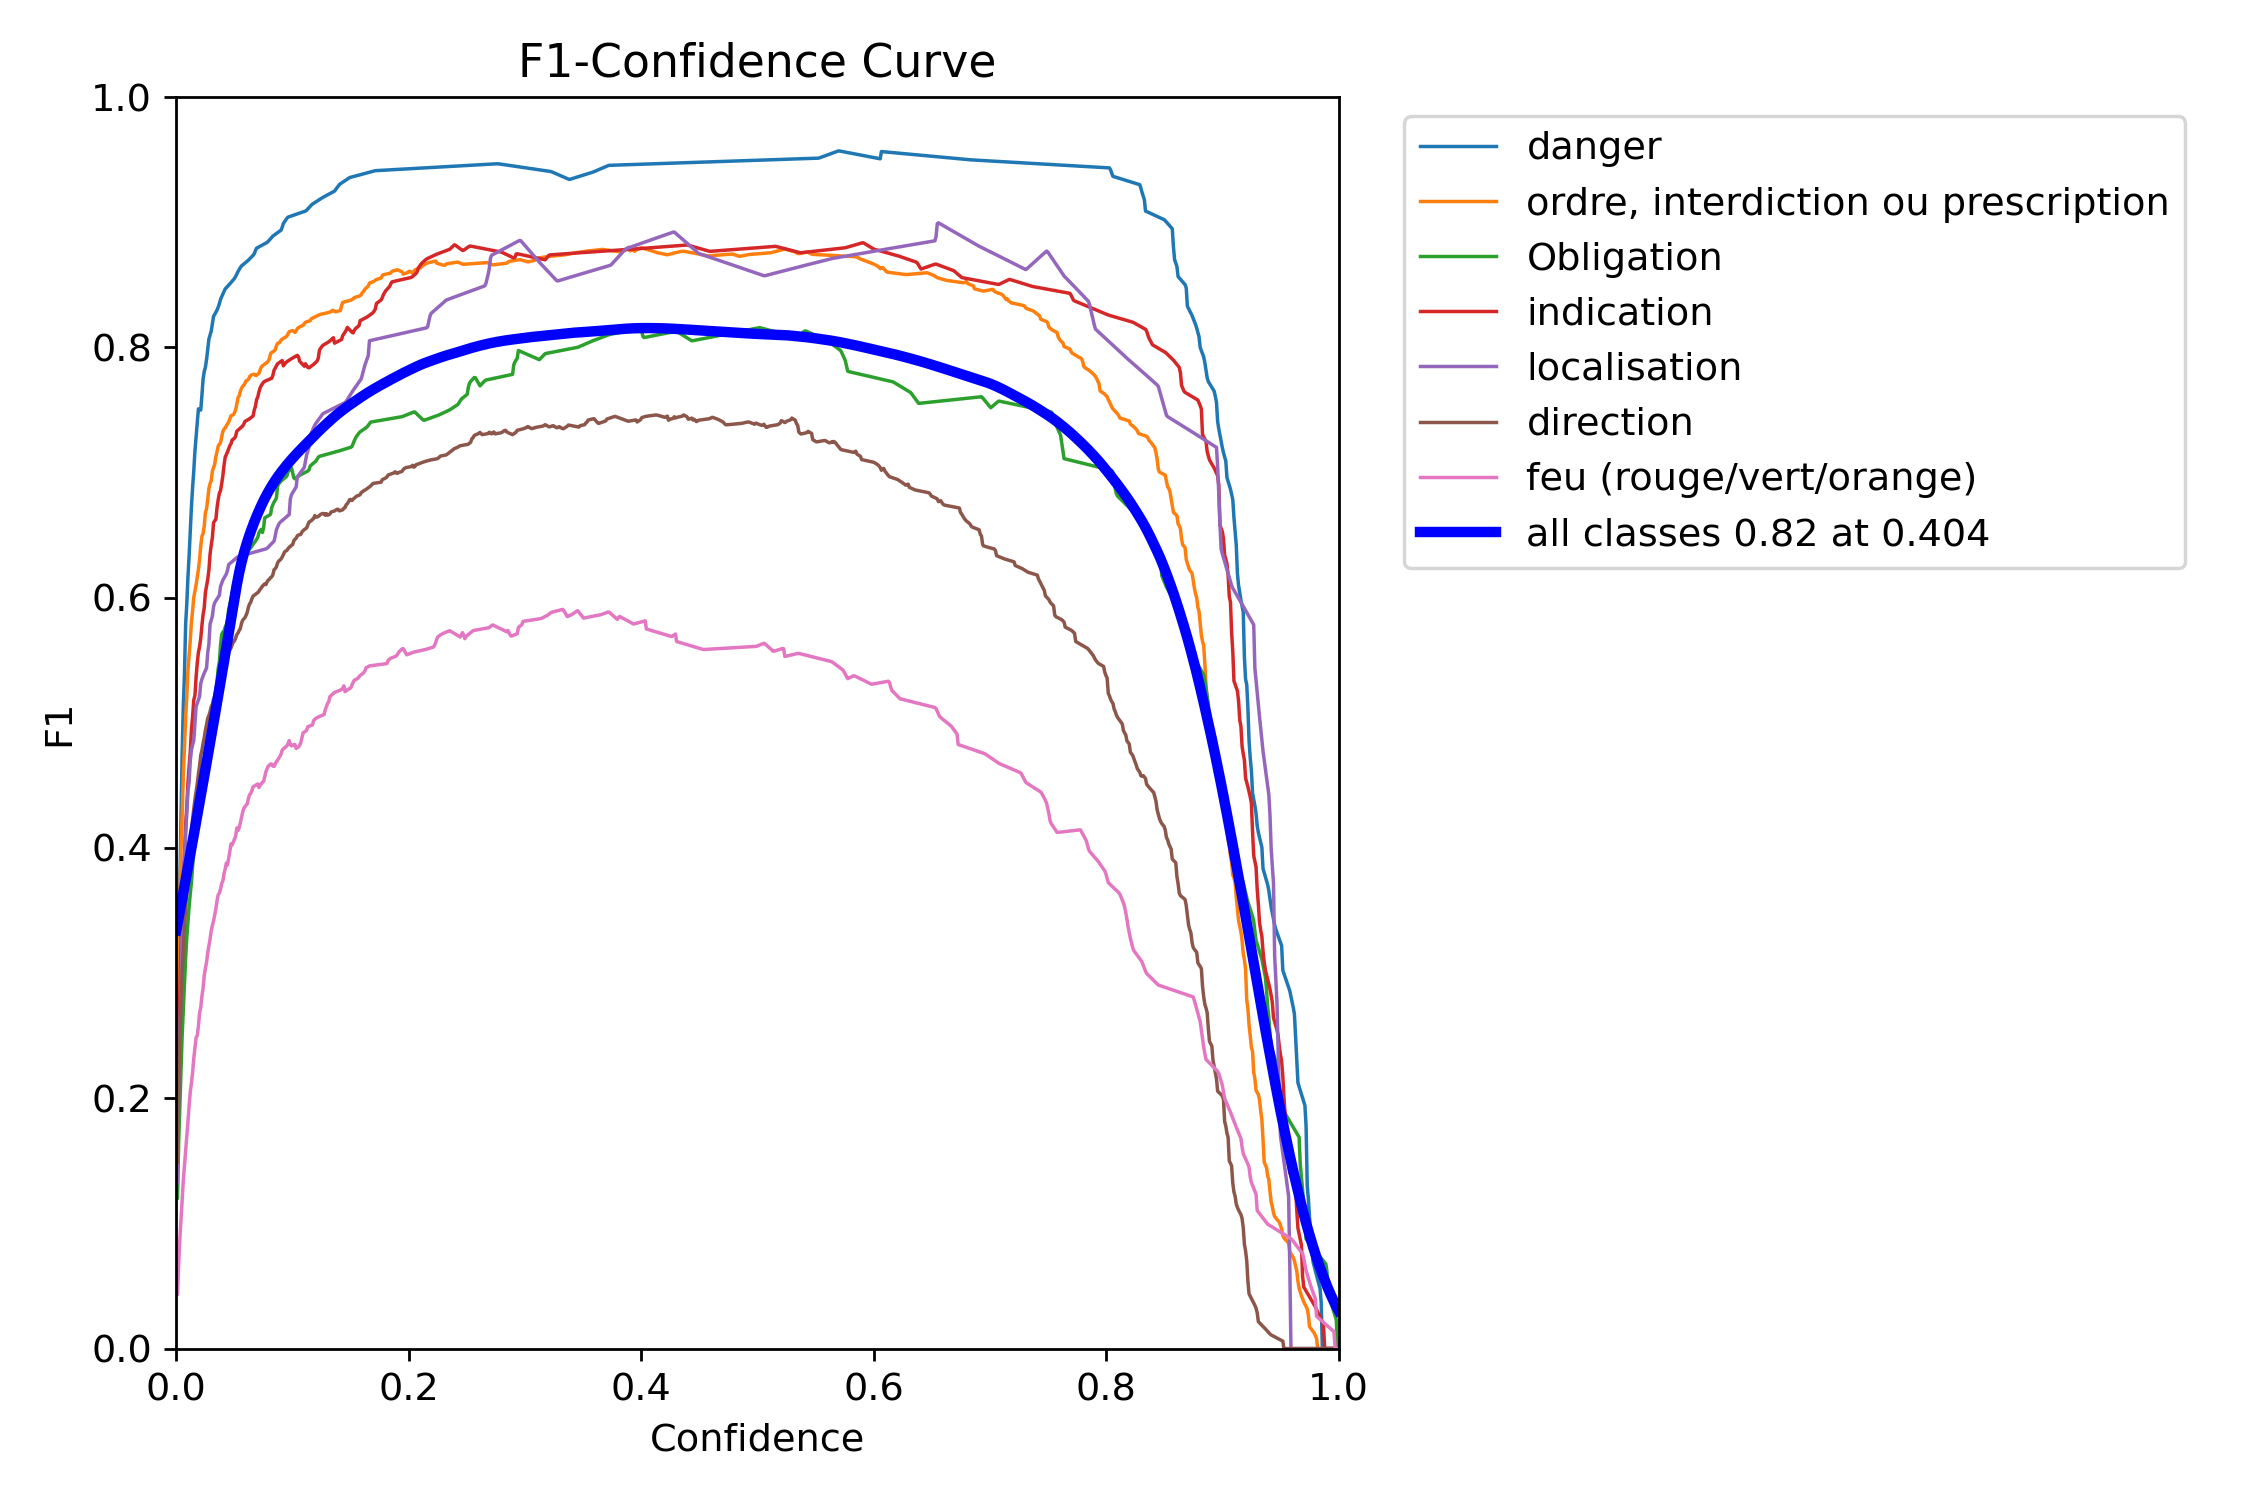 F1-Confidence Curve
1.0
0.8
0.6
0.4
0.2
0.0
F1
0.0 0.2 0.4 0.6 0.8 1.0
Confidence
danger
ordre, interdiction ou prescription
Obligation
indication
localisation
direction
feu (rouge/vert/orange)
all classes 0.82 at 0.404